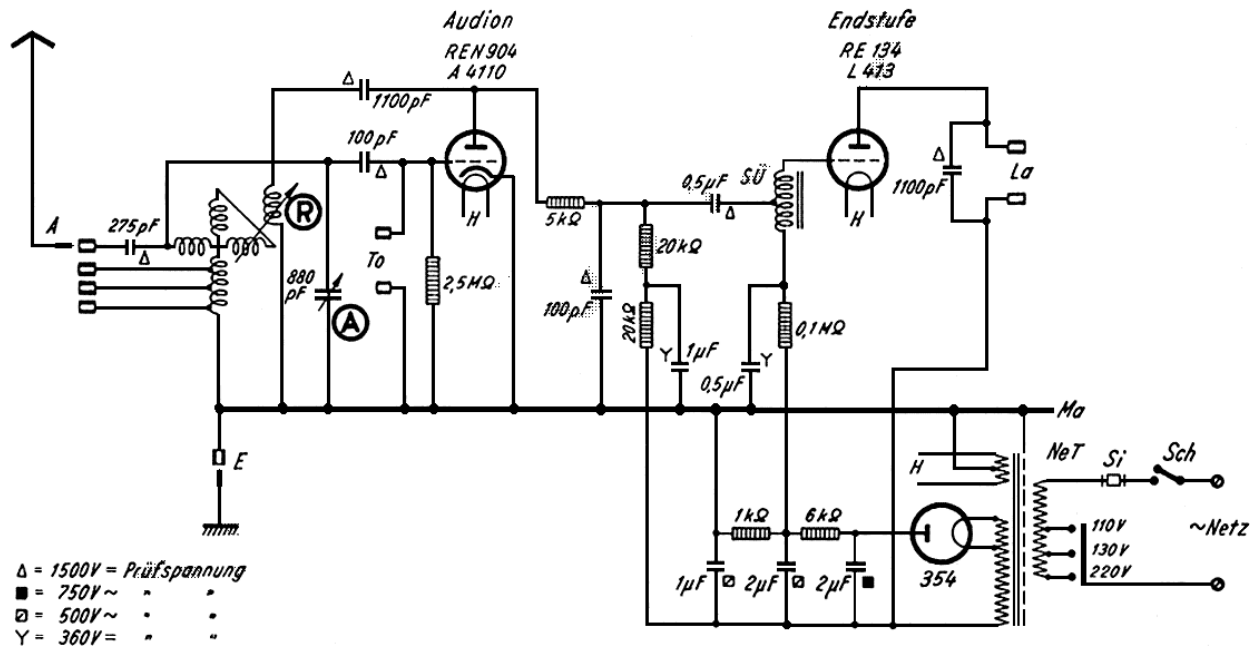 Audion
REN 904
A 4110
Endstufe
RE 134
L 413
Δ
1100pF
100pF
Δ
H
R
A
275pF
Δ
880
pF
A
To
2,5MΩ
5kΩ
Δ
100pF
20kΩ
20kΩ
1µF
Y
0,5µF
Δ
SÜ
H
Δ
1100pF
La
0,1MΩ
Y
0,5µF
Ma
E
H
NeT
Si
Sch
1kΩ
6kΩ
354
110V
130V
220V
~Netz
1µF
2µF
2µF
Δ = 1500V = Prüfspannung
■ = 750V ~ " "
⍁ = 500V ~ " "
Y = 360V = " "